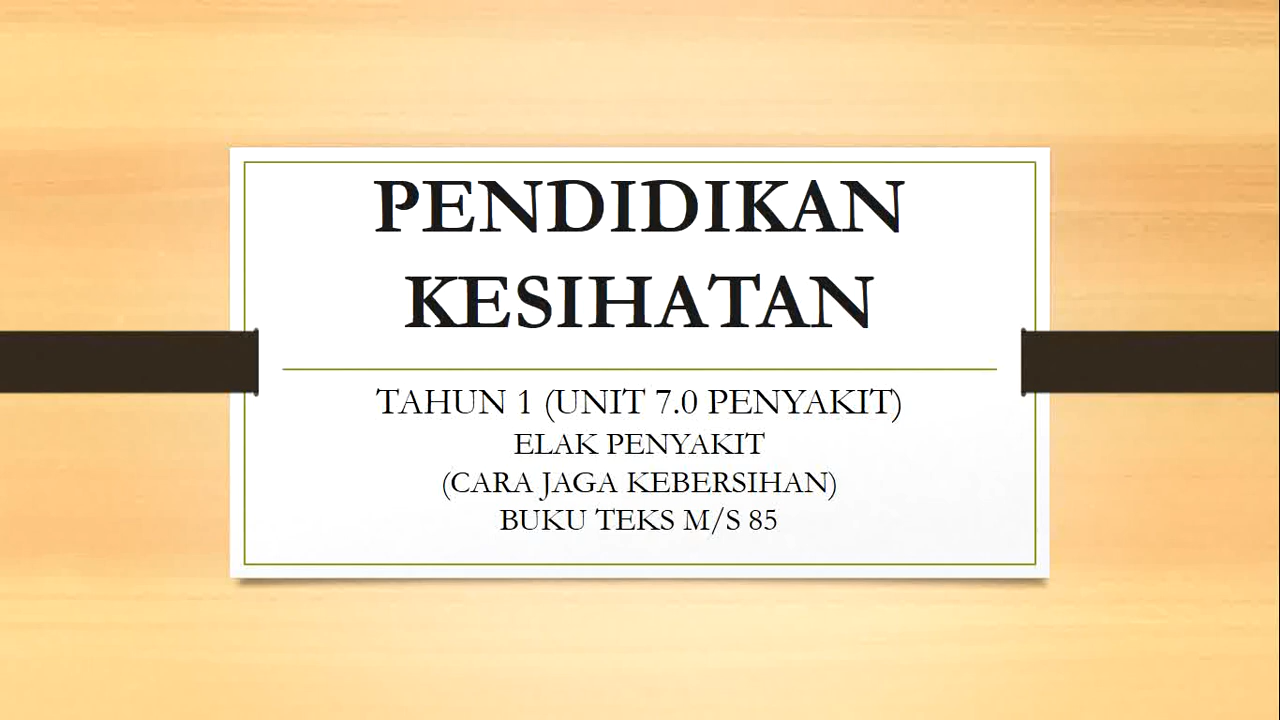 PENDIDIKAN
KESIHATAN
TAHUN 1 (UNIT 7.0 PENYAKIT)
ELAK PENYAKIT
(CARA JAGA KEBERSIHAN)
BUKU TEKS M/S 85